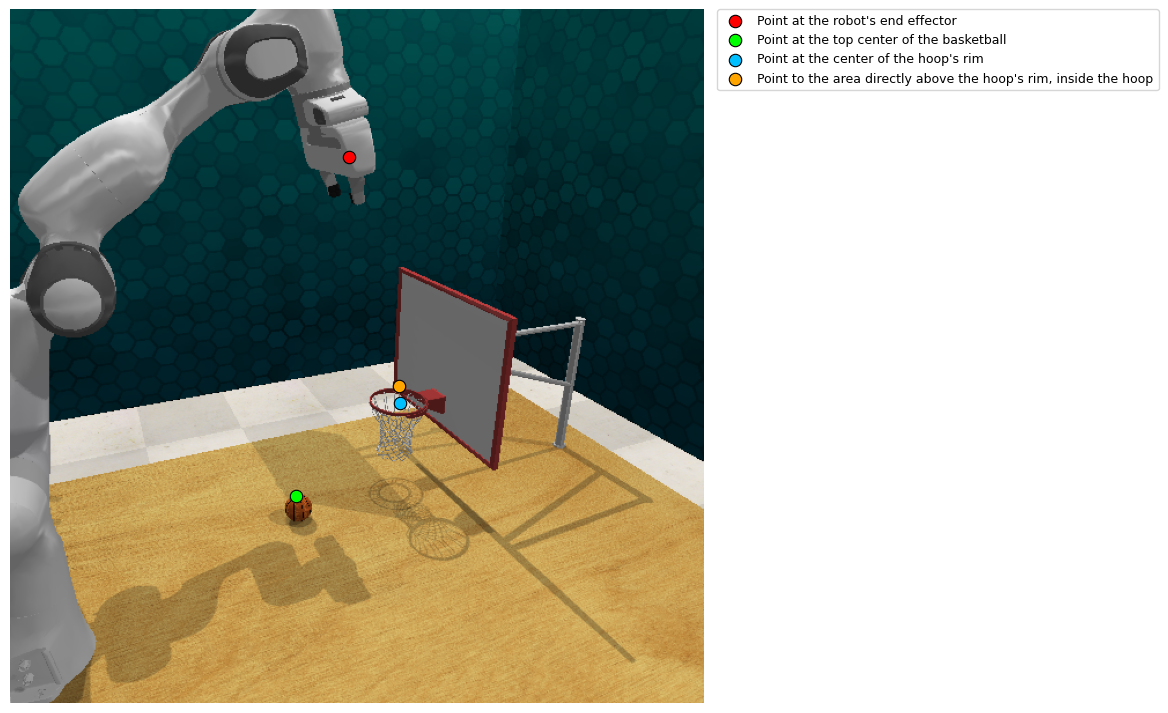 Point at the robot's end effector
Point at the top center of the basketball
Point at the center of the hoop's rim
Point to the area directly above the hoop's rim, inside the hoop